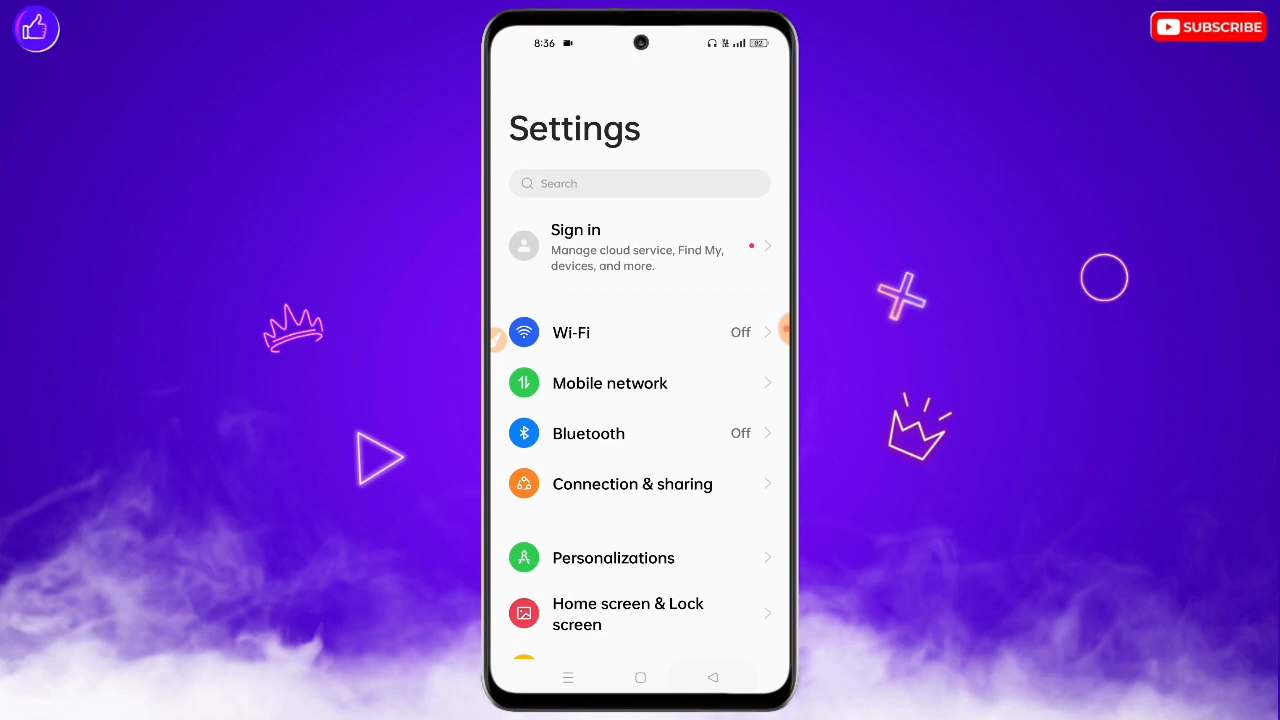 SUBSCRIBE
8:36
82
Settings
Search
Sign in
Manage cloud service, Find My,
devices, and more.
Wi-Fi Off
Mobile network
Bluetooth Off
Connection & sharing
Personalizations
Home screen & Lock
screen